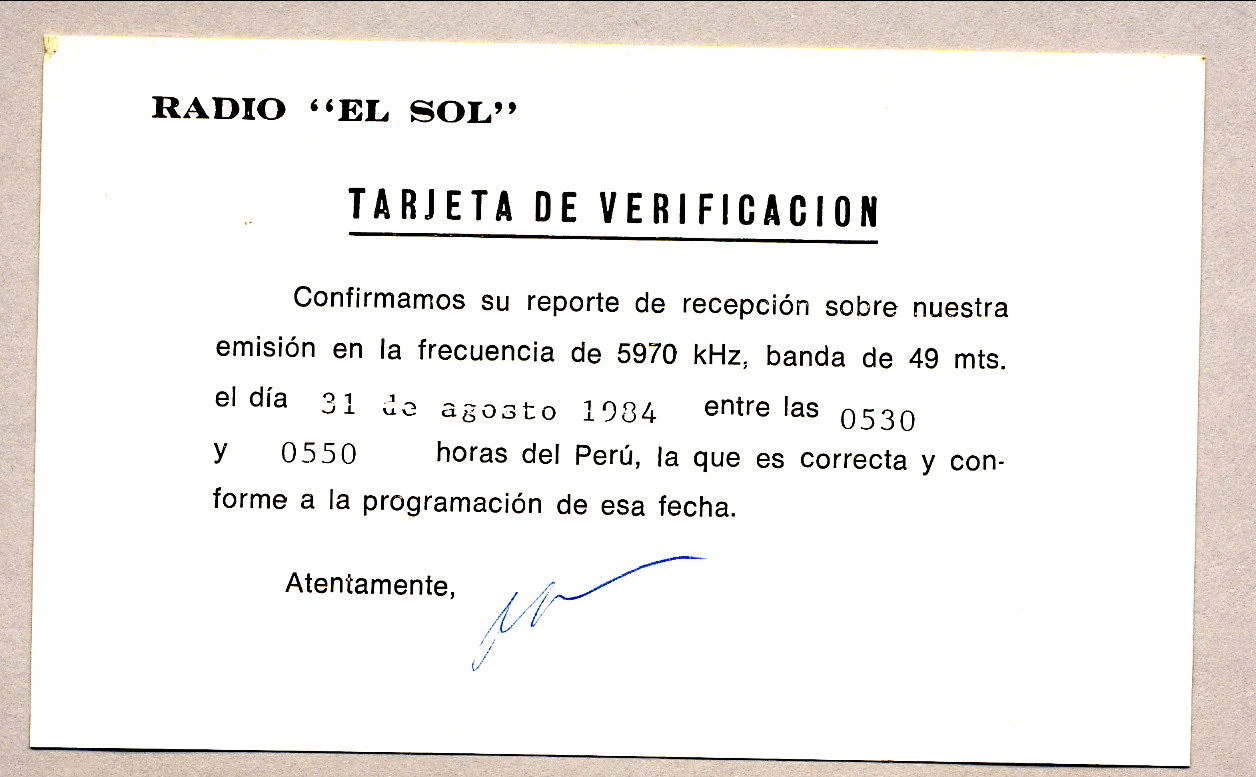 RADIO “EL SOL”
TARJETA DE VERIFICACION
Confirmamos su reporte de recepción sobre nuestra
emisión en la frecuencia de 5970 kHz, banda de 49 mts.
el día 31 de agosto 1984 entre las 0530
y 0550 horas del Perú, la que es correcta y con-
forme a la programación de esa fecha.
Atentamente,